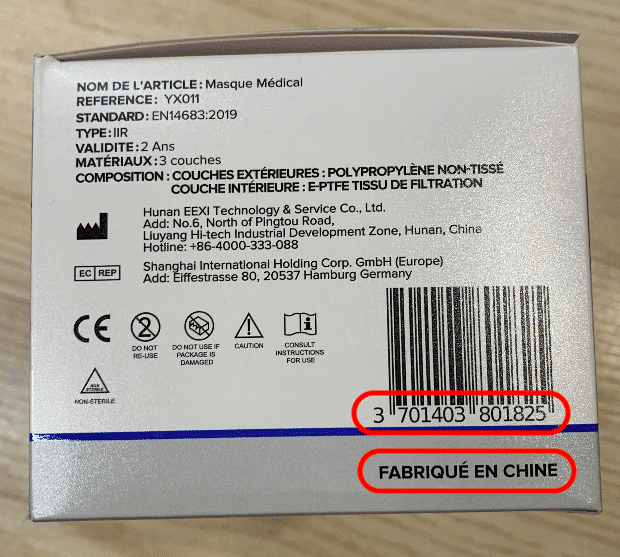 NOM DE L'ARTICLE: Masque Médical
REFERENCE: YX011
STANDARD: EN14683:2019
TYPE: IIR
VALIDITE: 2 Ans
MATÉRIAUX: 3 couches
COMPOSITION: COUCHES EXTÉRIEURES: POLYPROPYLÈNE NON-TISSÉ
COUCHE INTÉRIEURE: E-PTFE TISSU DE FILTRATION
Hunan EEXI Technology & Service Co., Ltd.
Add: No.6, North of Pingtou Road,
Liuyang Hi-tech Industrial Development Zone, Hunan, China
Hotline: +86-4000-333-088
EC REP
Shanghai International Holding Corp. GmbH (Europe)
Add: Eiffestrasse 80, 20537 Hamburg Germany
CE
2
DO NOT
RE-USE
DO NOT USE IF
PACKAGE IS
DAMAGED
CAUTION
CONSULT
INSTRUCTIONS
FOR USE
NON-STERILE
3 701403 801825
FABRIQUÉ EN CHINE